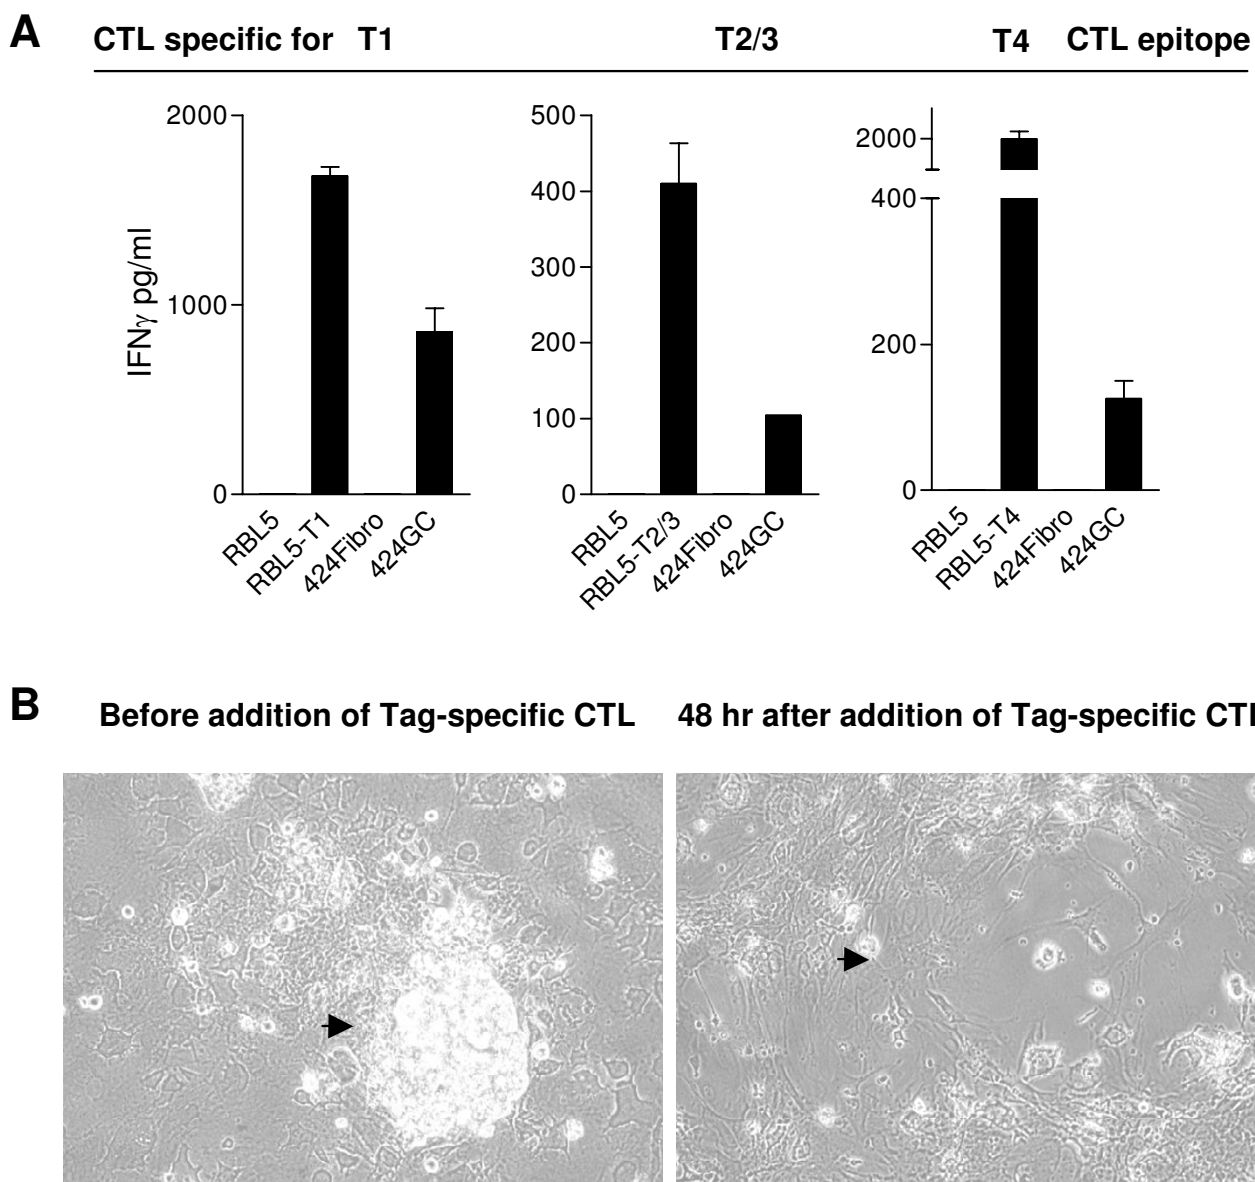 A
CTL specific for T1 T2/3 T4 CTL epitope
IFNγ pg/ml
2000
1000
0
RBL5
RBL5-T1
424Fibro
424GC
500
400
300
200
100
0
RBL5
RBL5-T2/3
424Fibro
424GC
2000
400
200
0
RBL5
RBL5-T4
424Fibro
424GC
B
Before addition of Tag-specific CTL
48 hr after addition of Tag-specific CTL